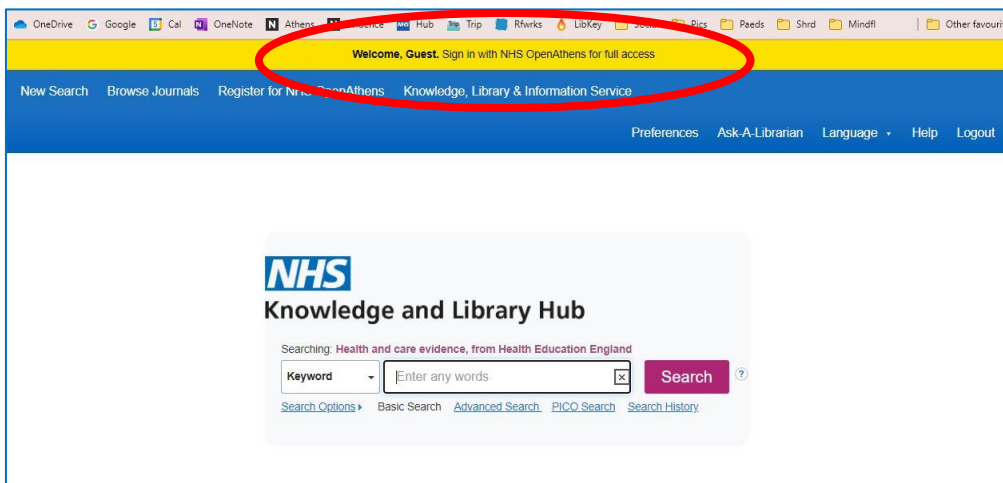 OneDrive Google Cal OneNote Athens Hub Trip Rfwrks LibKey Pics Paeds Shrd Mindfl Other favouri
Welcome, Guest. Sign in with NHS OpenAthens for full access
New Search Browse Journals Register for NHS OpenAthens Knowledge, Library & Information Service
Preferences Ask-A-Librarian Language Help Logout
NHS
Knowledge and Library Hub
Searching: Health and care evidence, from Health Education England
Keyword Enter any words Search ?
Search Options Basic Search Advanced Search PICO Search Search History